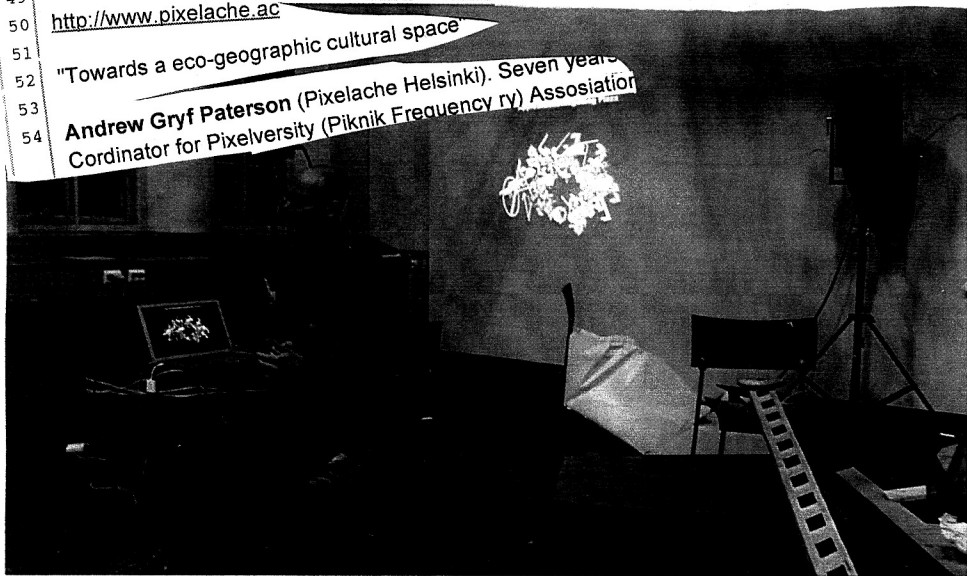 50 http://www.pixelache.ac
51
52 "Towards a eco-geographic cultural space"
53
54 Andrew Gryf Paterson (Pixelache Helsinki). Seven years
Cordinator for Pixelversity (Piknik Frequency ry) Assosiation